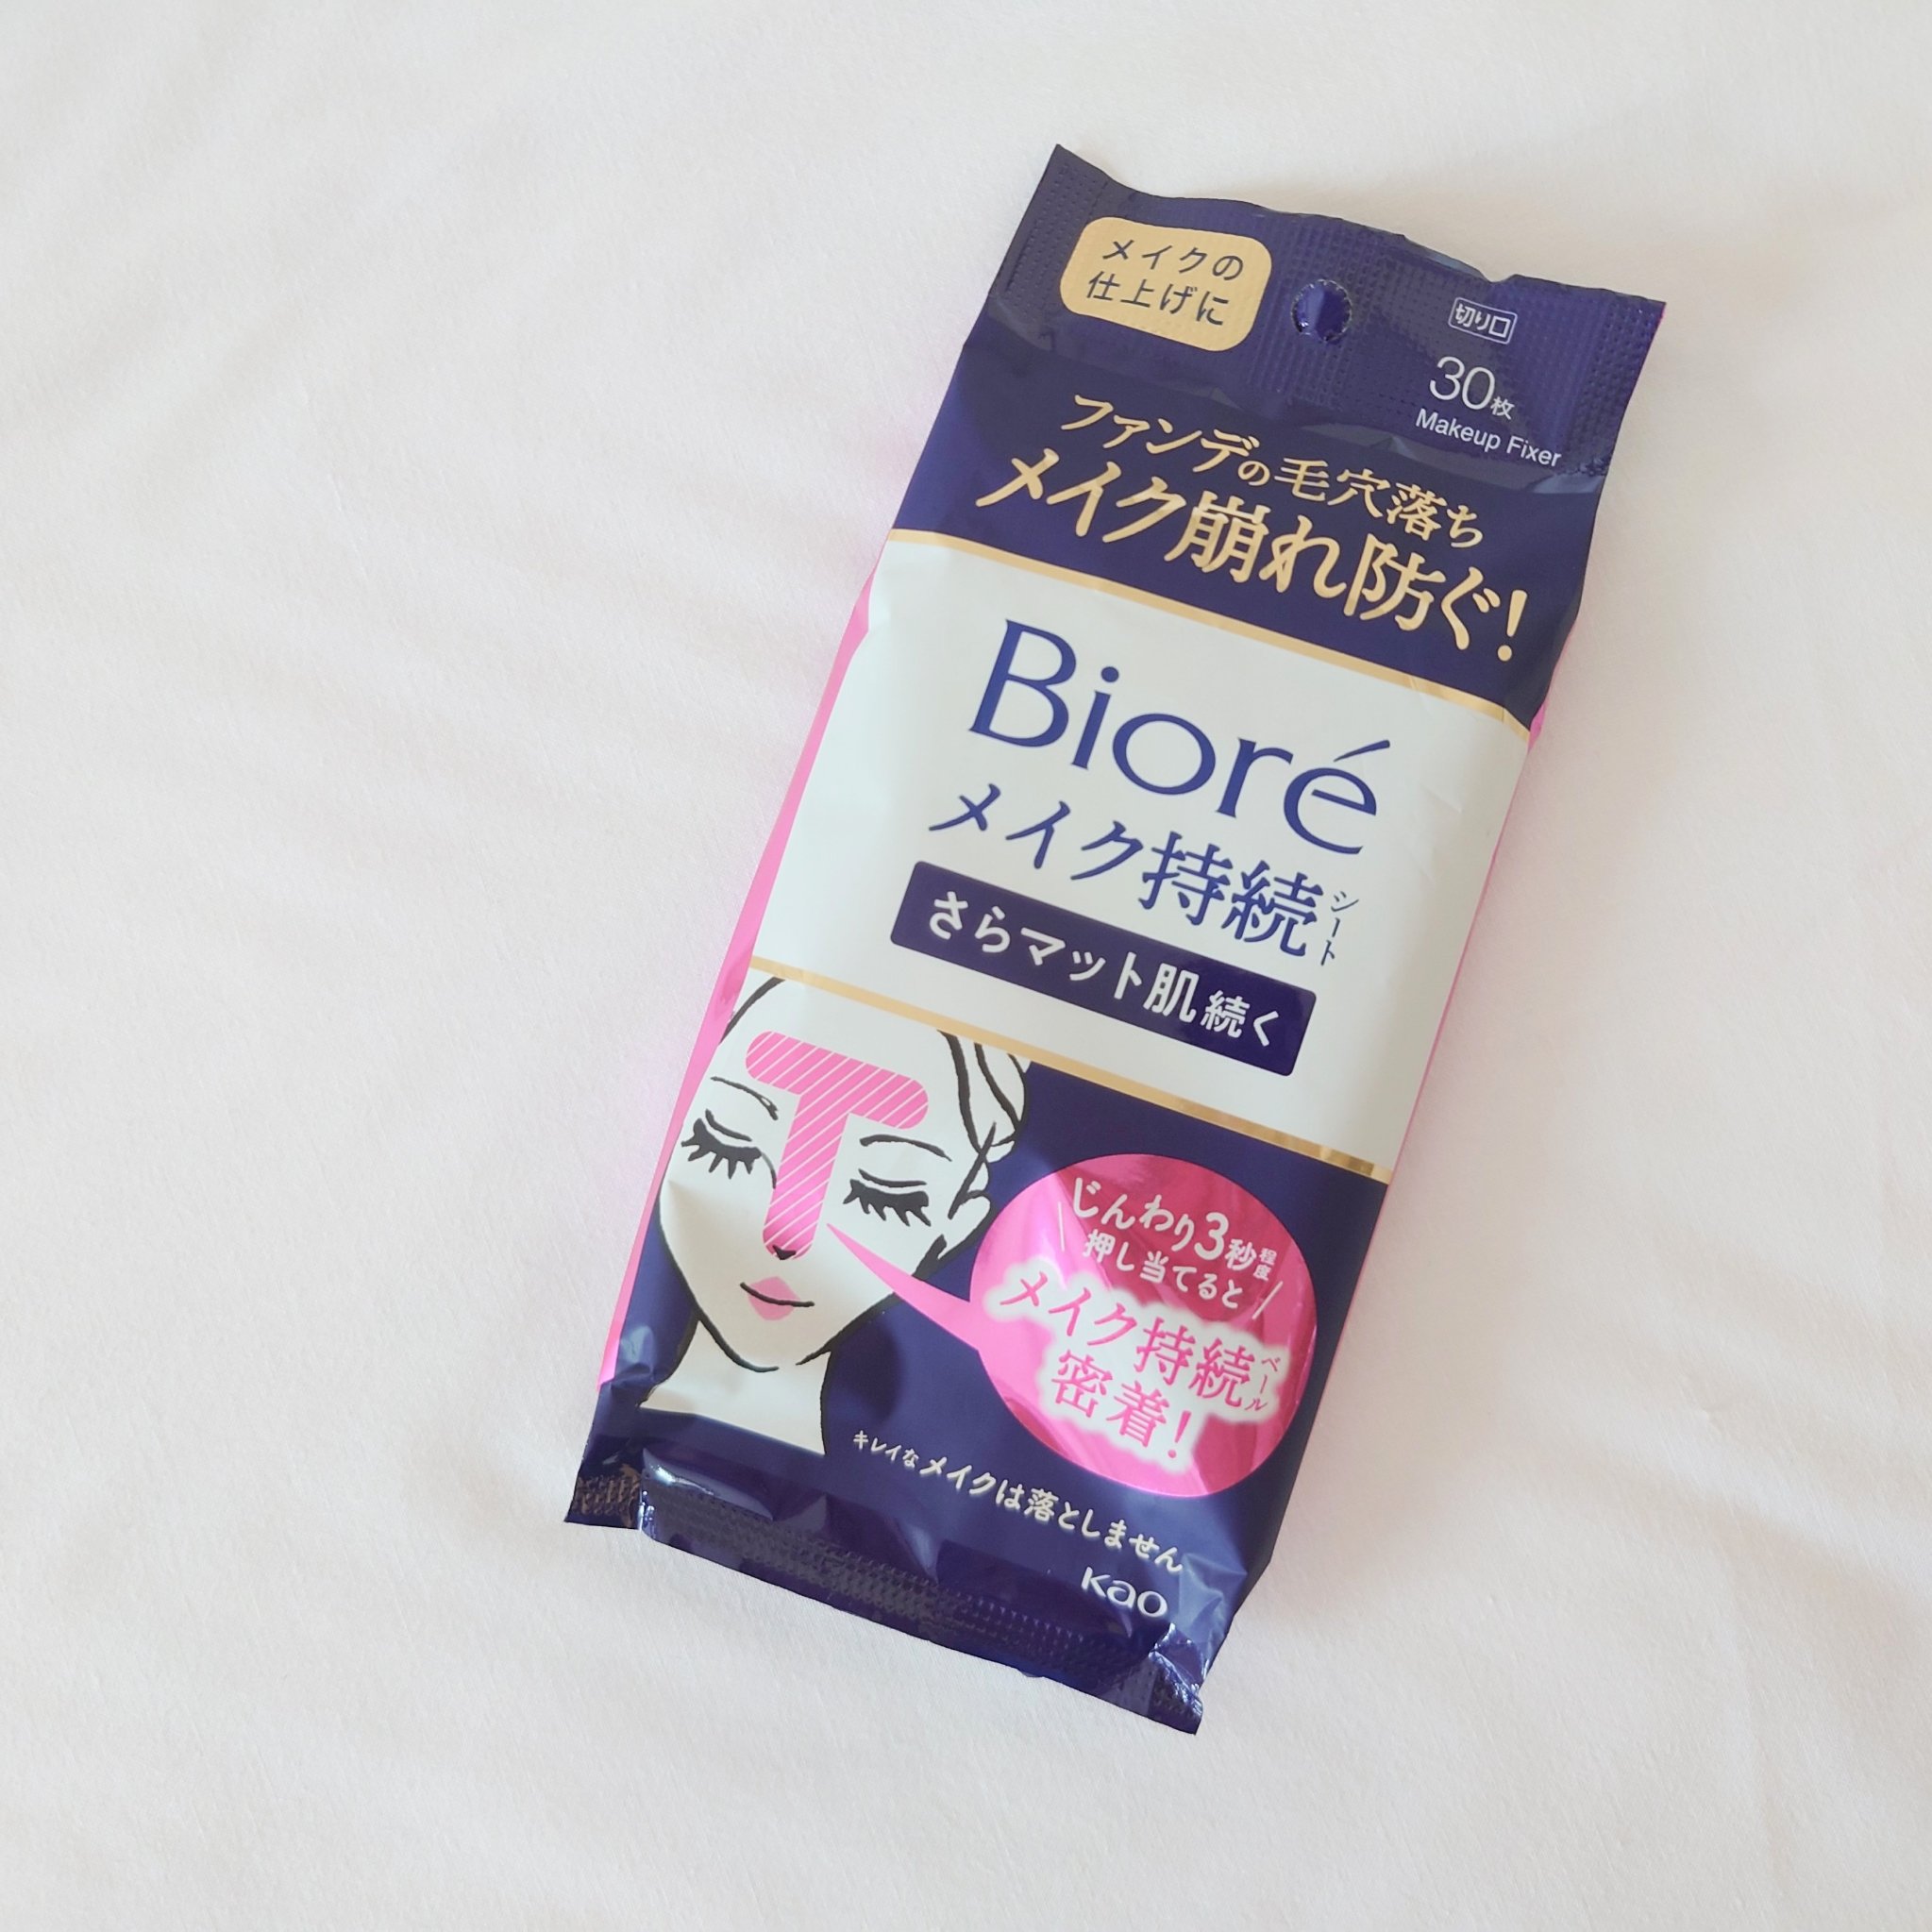 メイクの
仕上げに
切り口
30枚
Makeup Fixer
ファンデの毛穴落ち
メイク崩れ防ぐ!
Bioré
メイク持続シート
さらマット肌続く
じんわり3秒程度
押し当てると
メイク持続ベール
密着!
キレイなメイクは落としません
Kao